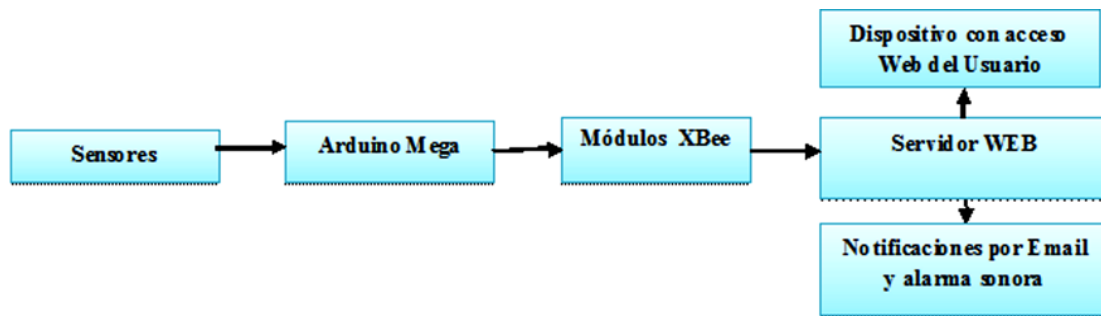 Dispositivo con acceso
Web del Usuario
Sensores
Arduino Mega
Módulos XBee
Servidor WEB
Notificaciones por Email
y alarma sonora